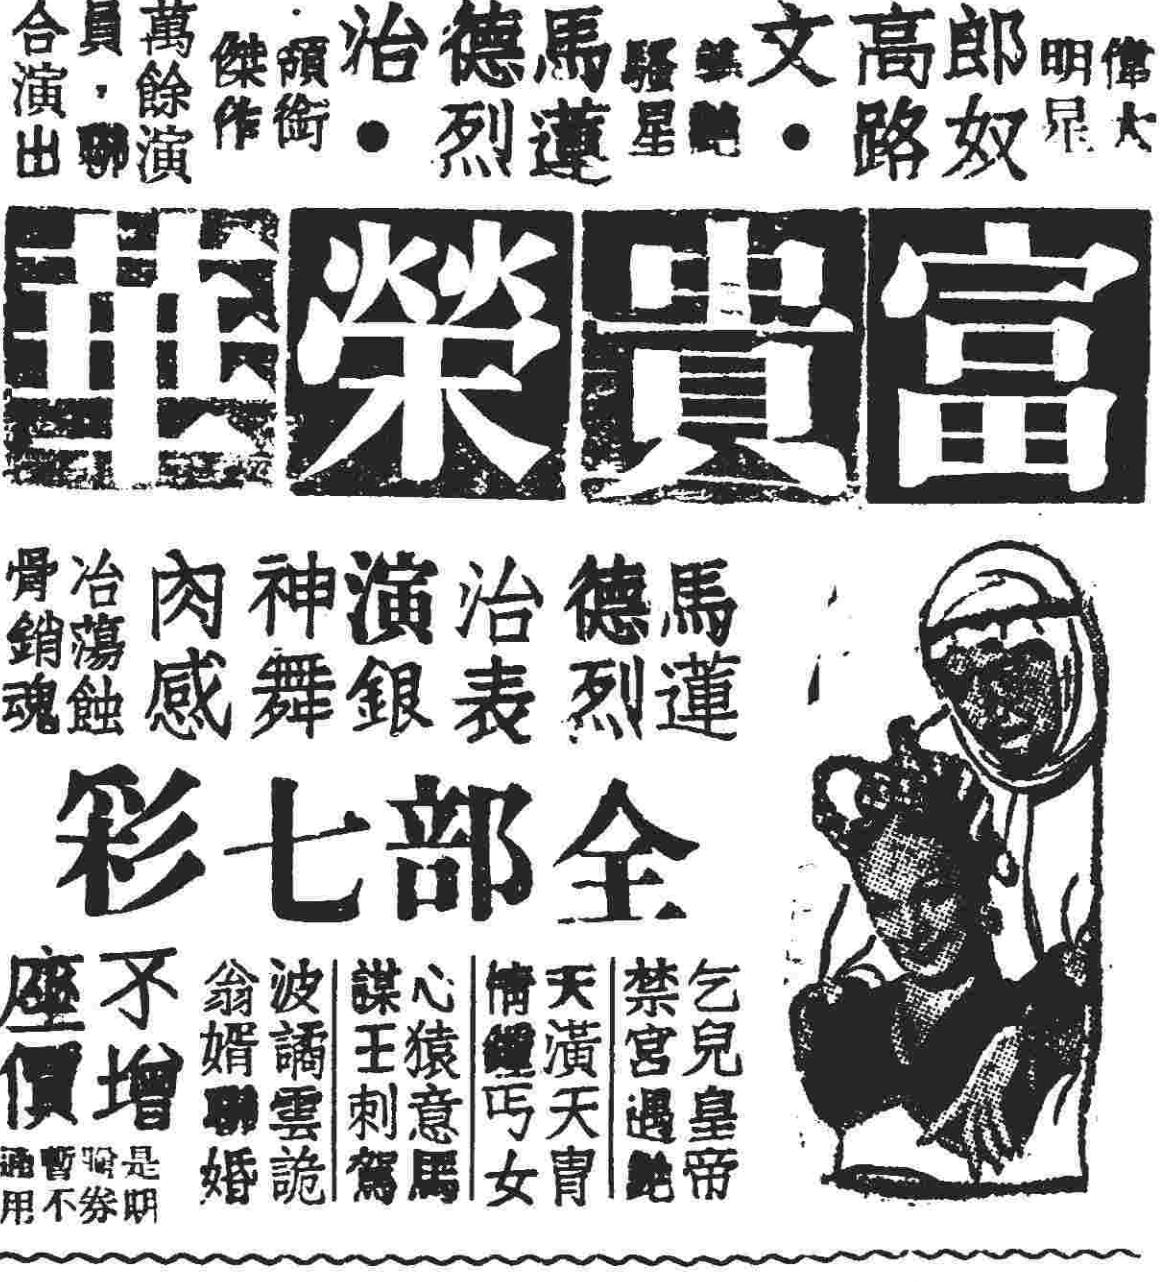 偉大
明星
郎奴
高路
文·
騷星
馬蓮
德烈
治·
領銜
傑作
萬餘演
員，聯
合演出
富貴榮華
馬蓮
德烈
治表
演銀
神舞
肉感
冶蕩蝕
骨銷魂
全部七彩
乞兒皇帝
禁宮遇艷
天潢天胄
情鍾丐女
心猿意馬
謀王刺駕
波譎雲詭
翁婿聯婚
不增
座價
是期
贈券
暫不
通用